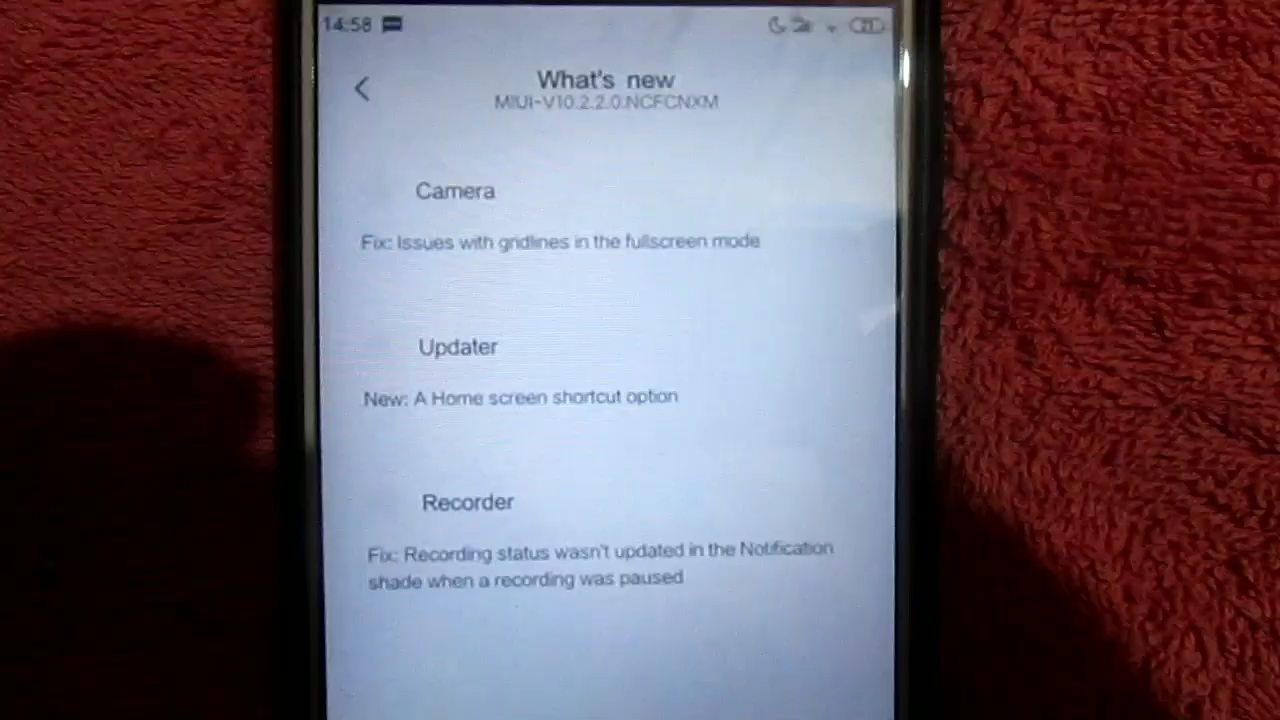 14:58
What's new
MIUI-V10.2.2.0.NCFCNXM
Camera
Fix: Issues with gridlines in the fullscreen mode
Updater
New: A Home screen shortcut option
Recorder
Fix: Recording status wasn't updated in the Notification
shade when a recording was paused